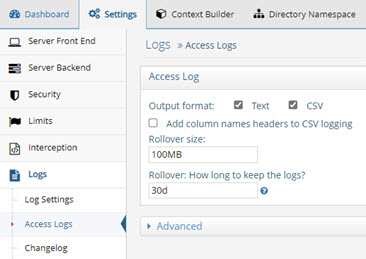 Dashboard Settings Context Builder Directory Namespace
Server Front End
Server Backend
Security
Limits
Interception
Logs
Log Settings
Access Logs
Changelog
Logs » Access Logs
Access Log
Output format: Text CSV
Add column names headers to CSV logging
Rollover size:
100MB
Rollover: How long to keep the logs?
30d
Advanced